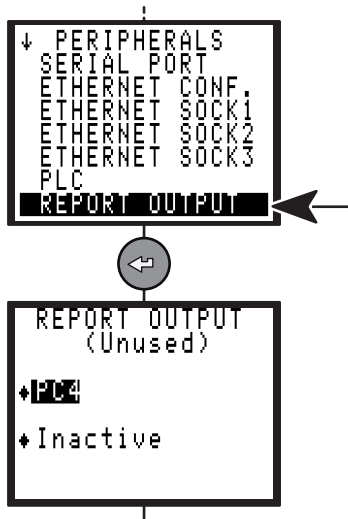 ↓ PERIPHERALS
SERIAL PORT
ETHERNET CONF.
ETHERNET SOCK1
ETHERNET SOCK2
ETHERNET SOCK3
PLC
REPORT OUTPUT
REPORT OUTPUT
(Unused)
♦PC4
♦Inactive